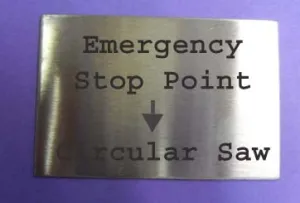 Emergency
Stop Point
Circular Saw